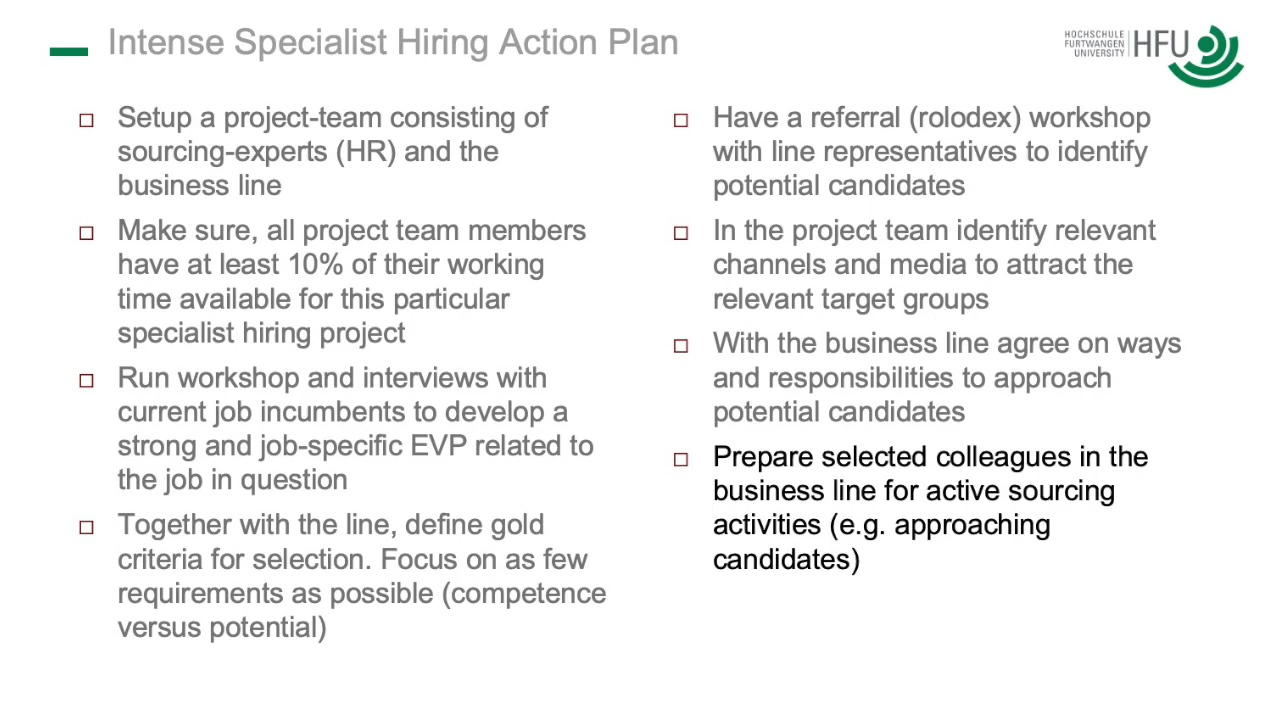 Intense Specialist Hiring Action Plan
HOCHSCHULE
FURTWANGEN
UNIVERSITY
HFU
Setup a project-team consisting of
sourcing-experts (HR) and the
business line
Make sure, all project team members
have at least 10% of their working
time available for this particular
specialist hiring project
Run workshop and interviews with
current job incumbents to develop a
strong and job-specific EVP related to
the job in question
Together with the line, define gold
criteria for selection. Focus on as few
requirements as possible (competence
versus potential)
Have a referral (rolodex) workshop
with line representatives to identify
potential candidates
In the project team identify relevant
channels and media to attract the
relevant target groups
With the business line agree on ways
and responsibilities to approach
potential candidates
Prepare selected colleagues in the
business line for active sourcing
activities (e.g. approaching
candidates)